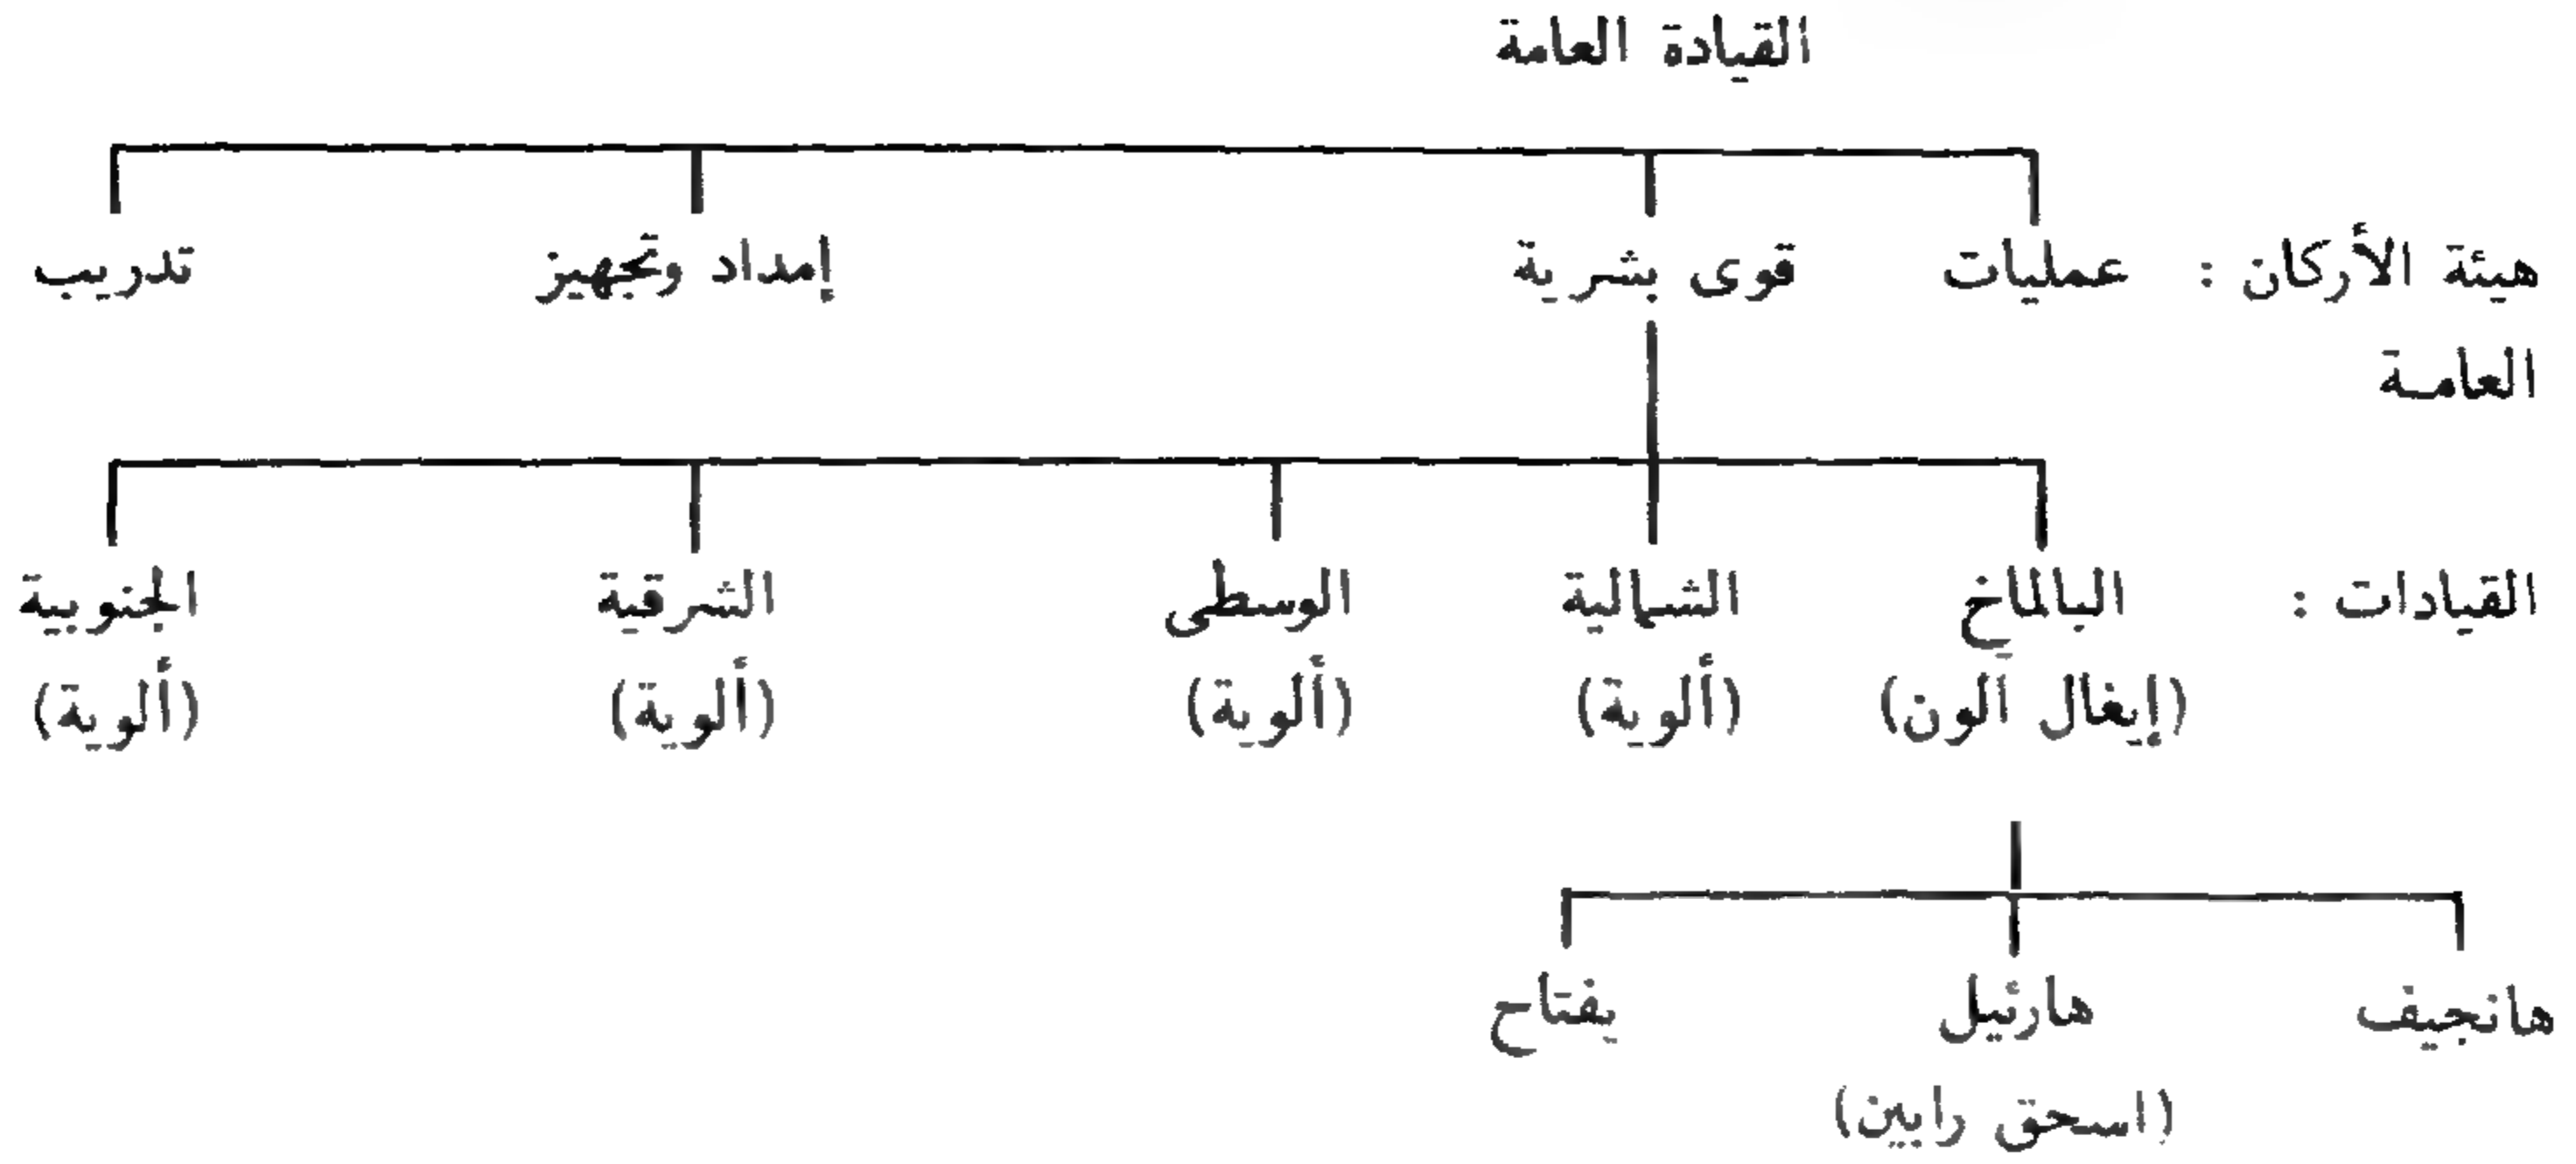 القيادة العامة
هيئة الأركان : عمليات قوى بشرية إمداد وتجهيز تدريب
العامة
القيادات : البالماخ الشمالية الوسطى الشرقية الجنوبية
(إيغال آلون) (ألوية) (ألوية) (ألوية) (ألوية)
هانجيف هارئيل يفتاح
(اسحق رابين)